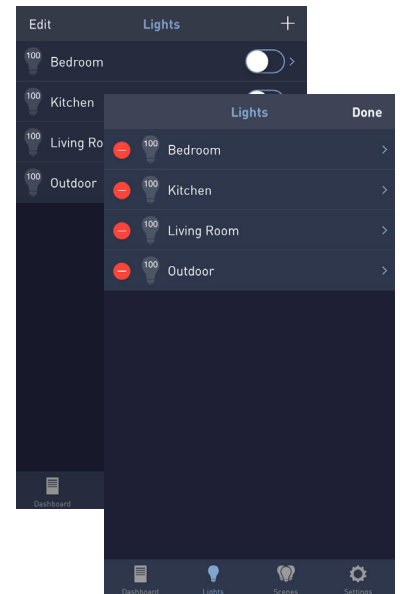 Edit Lights +
100 Bedroom
100 Kitchen
100 Living Ro
100 Outdoor
Dashboard
Lights Done
100 Bedroom
100 Kitchen
100 Living Room
100 Outdoor
Dashboard Lights Scenes Settings